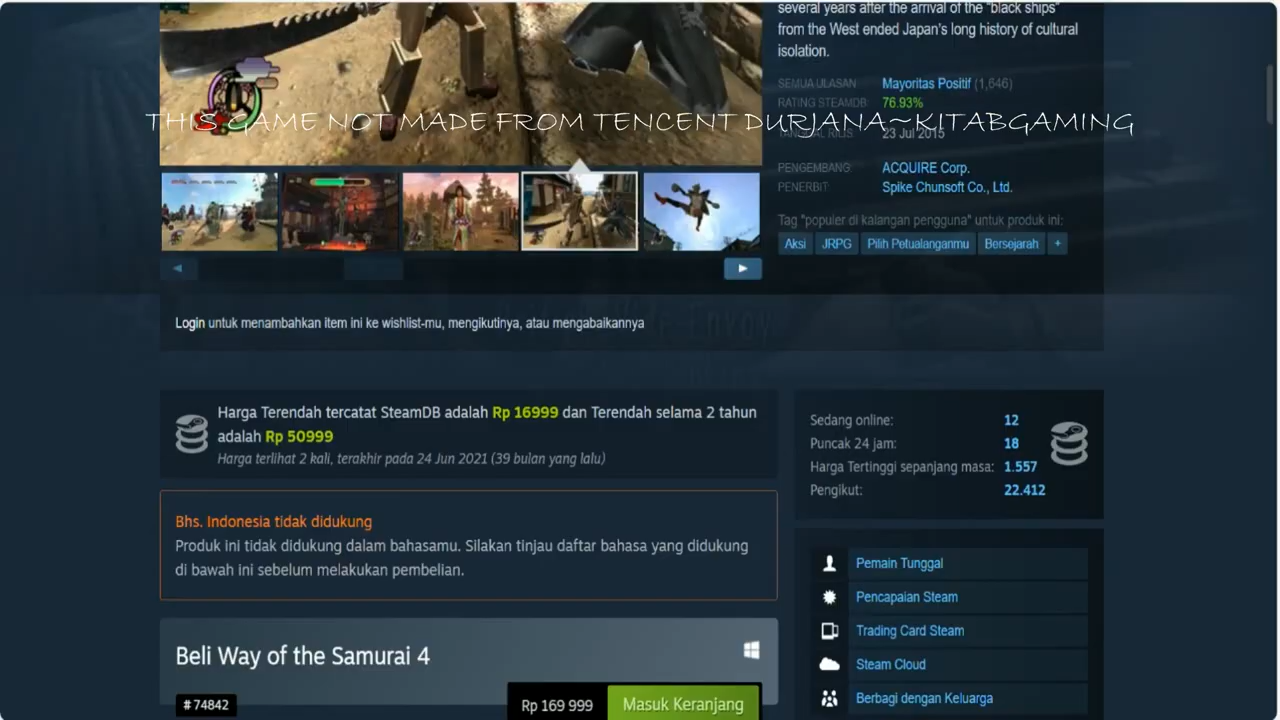 several years after the arrival of the "black ships"
from the West ended Japan's long history of cultural
isolation.
SEMUA ULASAN: Mayoritas Positif (1,646)
RATING STEAMDB: 76.93%
THIS GAME NOT MADE FROM TENCENT DURJANA~KITABGAMING
TANGGAL RILIS: 23 Jul 2015
PENGEMBANG: ACQUIRE Corp.
PENERBIT: Spike Chunsoft Co., Ltd.
Tag "populer di kalangan pengguna" untuk produk ini:
Aksi JRPG Pilih Petualanganmu Bersejarah +
Login untuk menambahkan item ini ke wishlist-mu, mengikutinya, atau mengabaikannya
Harga Terendah tercatat SteamDB adalah Rp 16999 dan Terendah selama 2 tahun
adalah Rp 50999
Harga terlihat 2 kali, terakhir pada 24 Jun 2021 (39 bulan yang lalu)
Sedang online: 12
Puncak 24 jam: 18
Harga Tertinggi sepanjang masa: 1.557
Pengikut: 22.412
Bhs. Indonesia tidak didukung
Produk ini tidak didukung dalam bahasamu. Silakan tinjau daftar bahasa yang didukung
di bawah ini sebelum melakukan pembelian.
Pemain Tunggal
Pencapaian Steam
Trading Card Steam
Steam Cloud
Berbagi dengan Keluarga
Beli Way of the Samurai 4
#74842
Rp 169 999 Masuk Keranjang